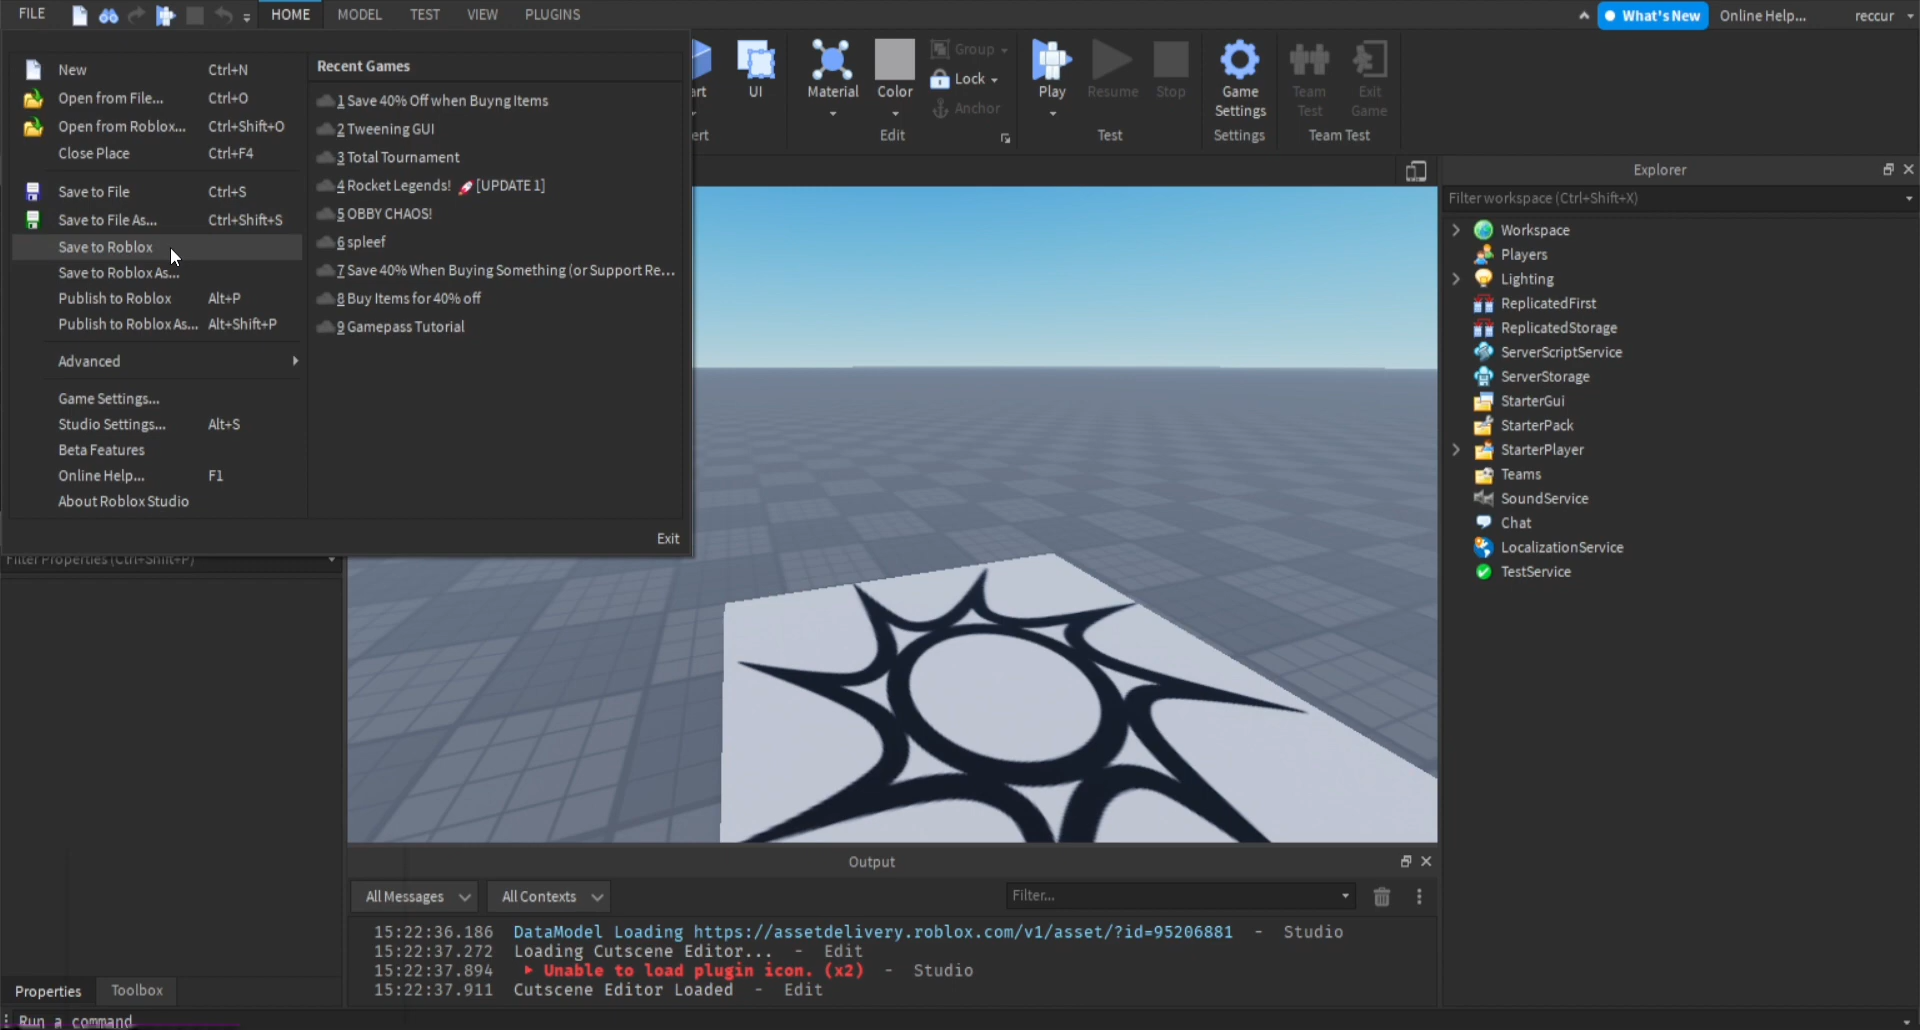 FILE HOME MODEL TEST VIEW PLUGINS What's New Online Help... reccur
Recent Games
New Ctrl+N
Open from File... Ctrl+O
Open from Roblox... Ctrl+Shift+O
Close Place Ctrl+F4
Save to File Ctrl+S
Save to File As... Ctrl+Shift+S
Save to Roblox
Save to Roblox As...
Publish to Roblox Alt+P
Publish to Roblox As... Alt+Shift+P
Advanced
Game Settings...
Studio Settings... Alt+S
Beta Features
Online Help... F1
About Roblox Studio
1 Save 40% Off when Buyng Items
2 Tweening GUI
3 Total Tournament
4 Rocket Legends! 🚀 [UPDATE 1]
5 OBBY CHAOS!
6 spleef
7 Save 40% When Buying Something (or Support Re...
8 Buy Items for 40% off
9 Gamepass Tutorial
Exit
art
ert
UI
Material
Color
Group
Lock
Anchor
Edit
Play
Resume
Stop
Test
Game
Settings
Settings
Team
Test
Exit
Game
Team Test
Explorer
Filter workspace (Ctrl+Shift+X)
Workspace
Players
Lighting
ReplicatedFirst
ReplicatedStorage
ServerScriptService
ServerStorage
StarterGui
StarterPack
StarterPlayer
Teams
SoundService
Chat
LocalizationService
TestService
Filter Properties (Ctrl+Shift+P)
Output
All Messages All Contexts Filter...
15:22:36.186 DataModel Loading https://assetdelivery.roblox.com/v1/asset/?id=95206881 - Studio
15:22:37.272 Loading Cutscene Editor... - Edit
15:22:37.894 Unable to load plugin icon. (x2) - Studio
15:22:37.911 Cutscene Editor Loaded - Edit
Properties Toolbox
Run a command